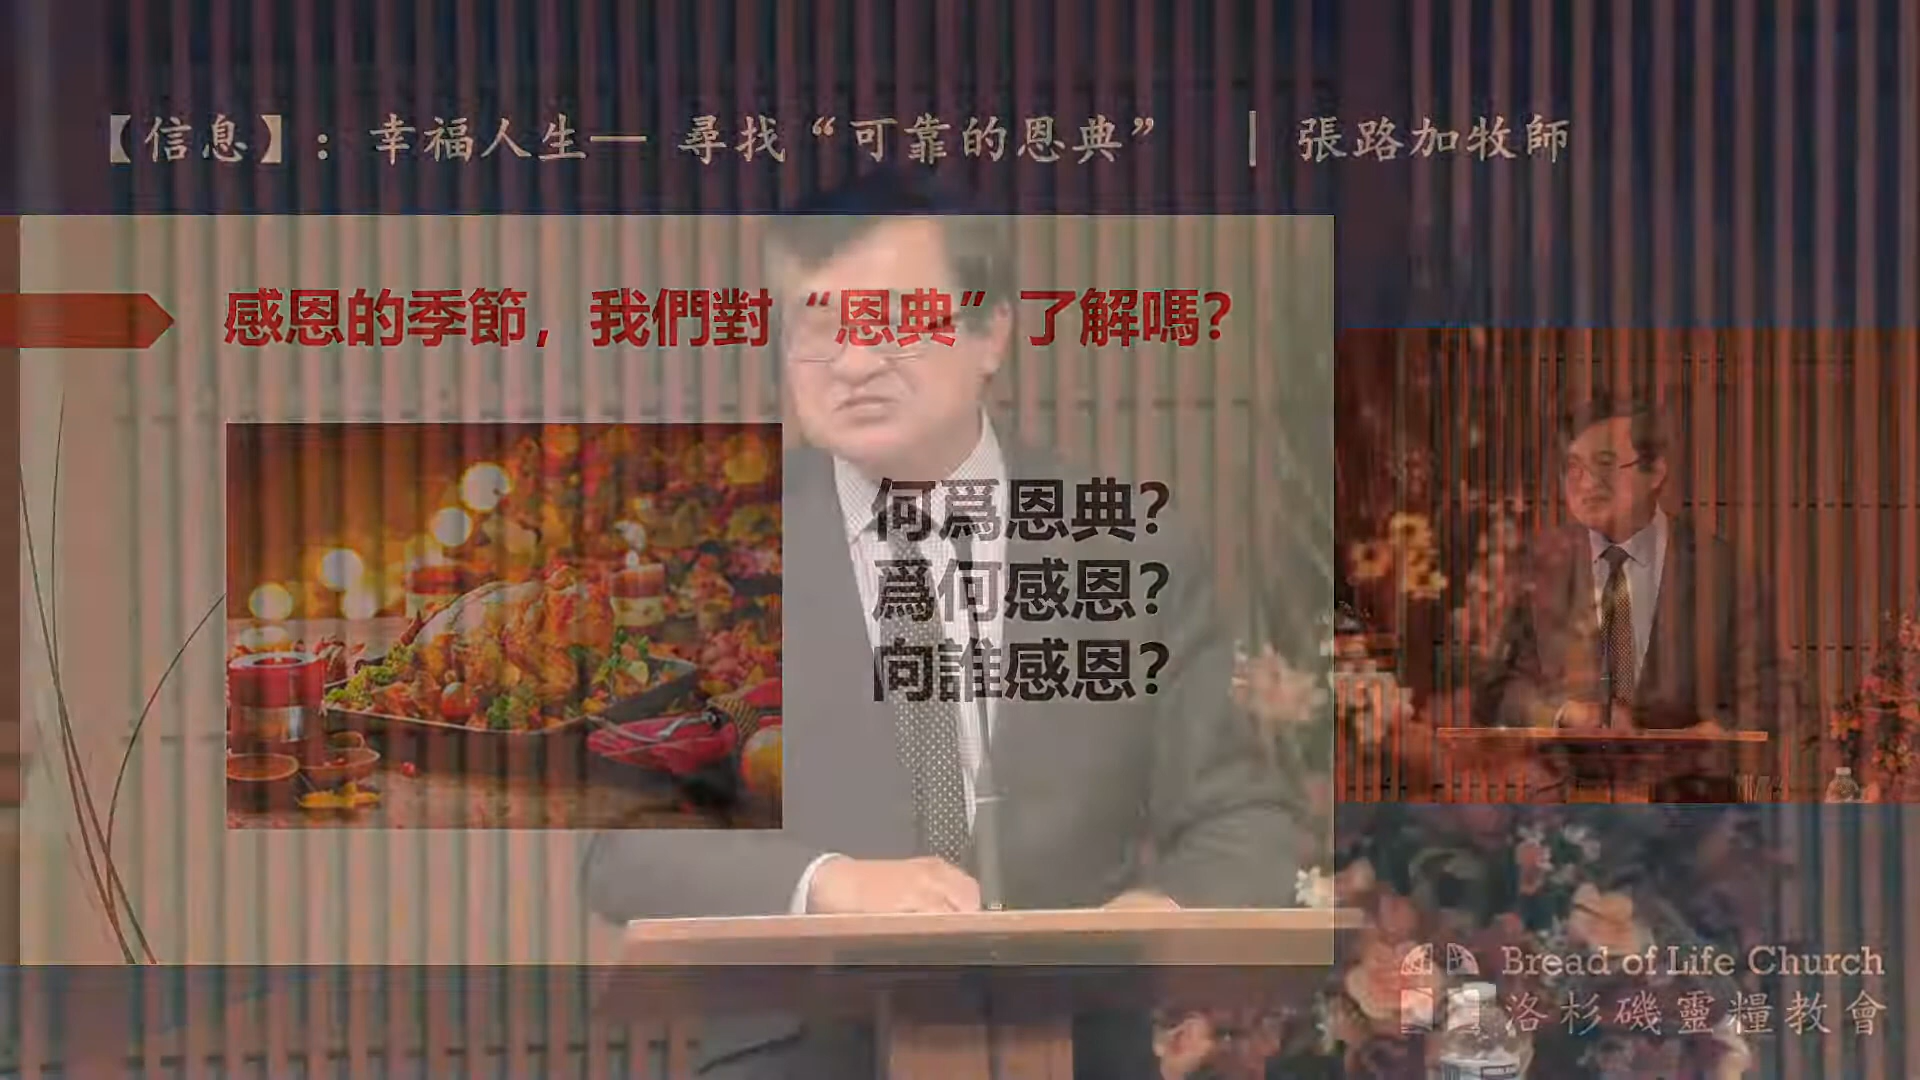 【信息】：幸福人生— 尋找“可靠的恩典” | 張路加牧師
感恩的季節，我們對“恩典”了解嗎？
何爲恩典？
爲何感恩？
向誰感恩？
Bread of Life Church
洛杉磯靈糧教會